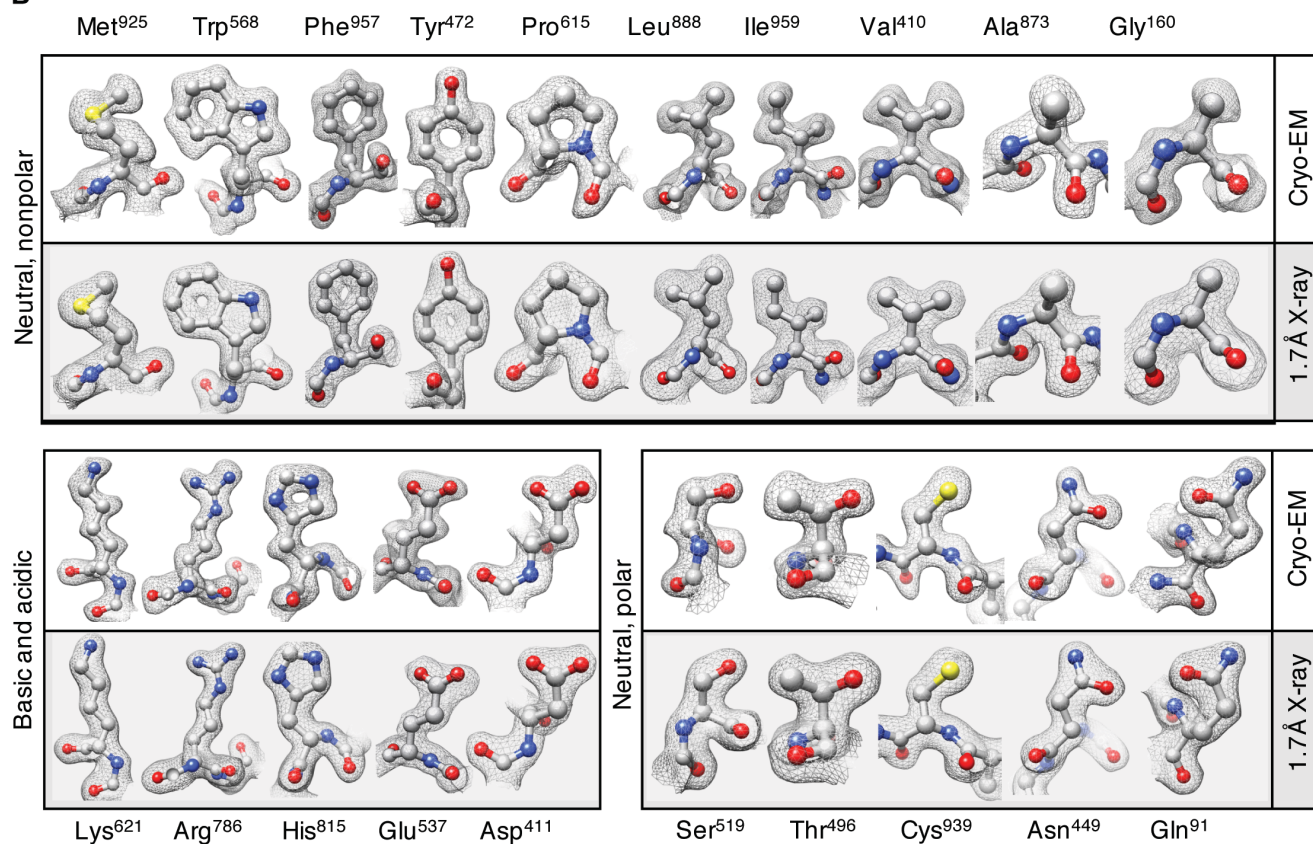 Met925 Trp568 Phe957 Tyr472 Pro615 Leu888 Ile959 Val410 Ala873 Gly160
Neutral, nonpolar
Cryo-EM
1.7Å X-ray
Basic and acidic
Neutral, polar
Cryo-EM
1.7Å X-ray
Lys621 Arg786 His815 Glu537 Asp411
Ser519 Thr496 Cys939 Asn449 Gln91